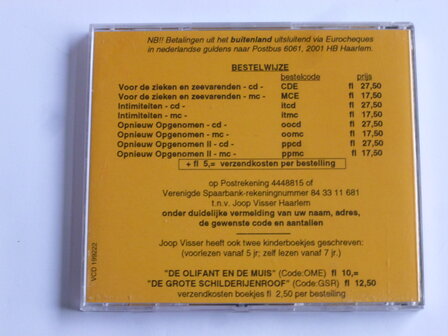 NB!! Betalingen uit het buitenland uitsluitend via Eurocheques
in nederlandse guldens naar Postbus 6061, 2001 HB Haarlem.
BESTELWIJZE
bestelcode prijs
Voor de zieken en zeevarenden - cd - CDE fl 27,50
Voor de zieken en zeevarenden - mc - MCE fl 17,50
Intimiteiten - cd - itcd fl 27,50
Intimiteiten - mc - itmc fl 17,50
Opnieuw Opgenomen - cd - oocd fl 27,50
Opnieuw Opgenomen - mc - oomc fl 17,50
Opnieuw Opgenomen II - cd - ppcd fl 27,50
Opnieuw Opgenomen II - mc - ppmc fl 17,50
+ fl 5,= verzendkosten per bestelling
op Postrekening 4448815 of
Verenigde Spaarbank-rekeningnummer 84 33 11 681
t.n.v. Joop Visser Haarlem
onder duidelijke vermelding van uw naam, adres,
de gewenste code en aantallen
Joop Visser heeft ook twee kinderboekjes geschreven:
(voorlezen vanaf 5 jr; zelf lezen vanaf 7 jr.)
"DE OLIFANT EN DE MUIS" (Code:OME) fl 10,=
"DE GROTE SCHILDERIJENROOF" (Code:GSR) fl 12,50
verzendkosten boekjes fl 2,50 per bestelling
VCD 199222